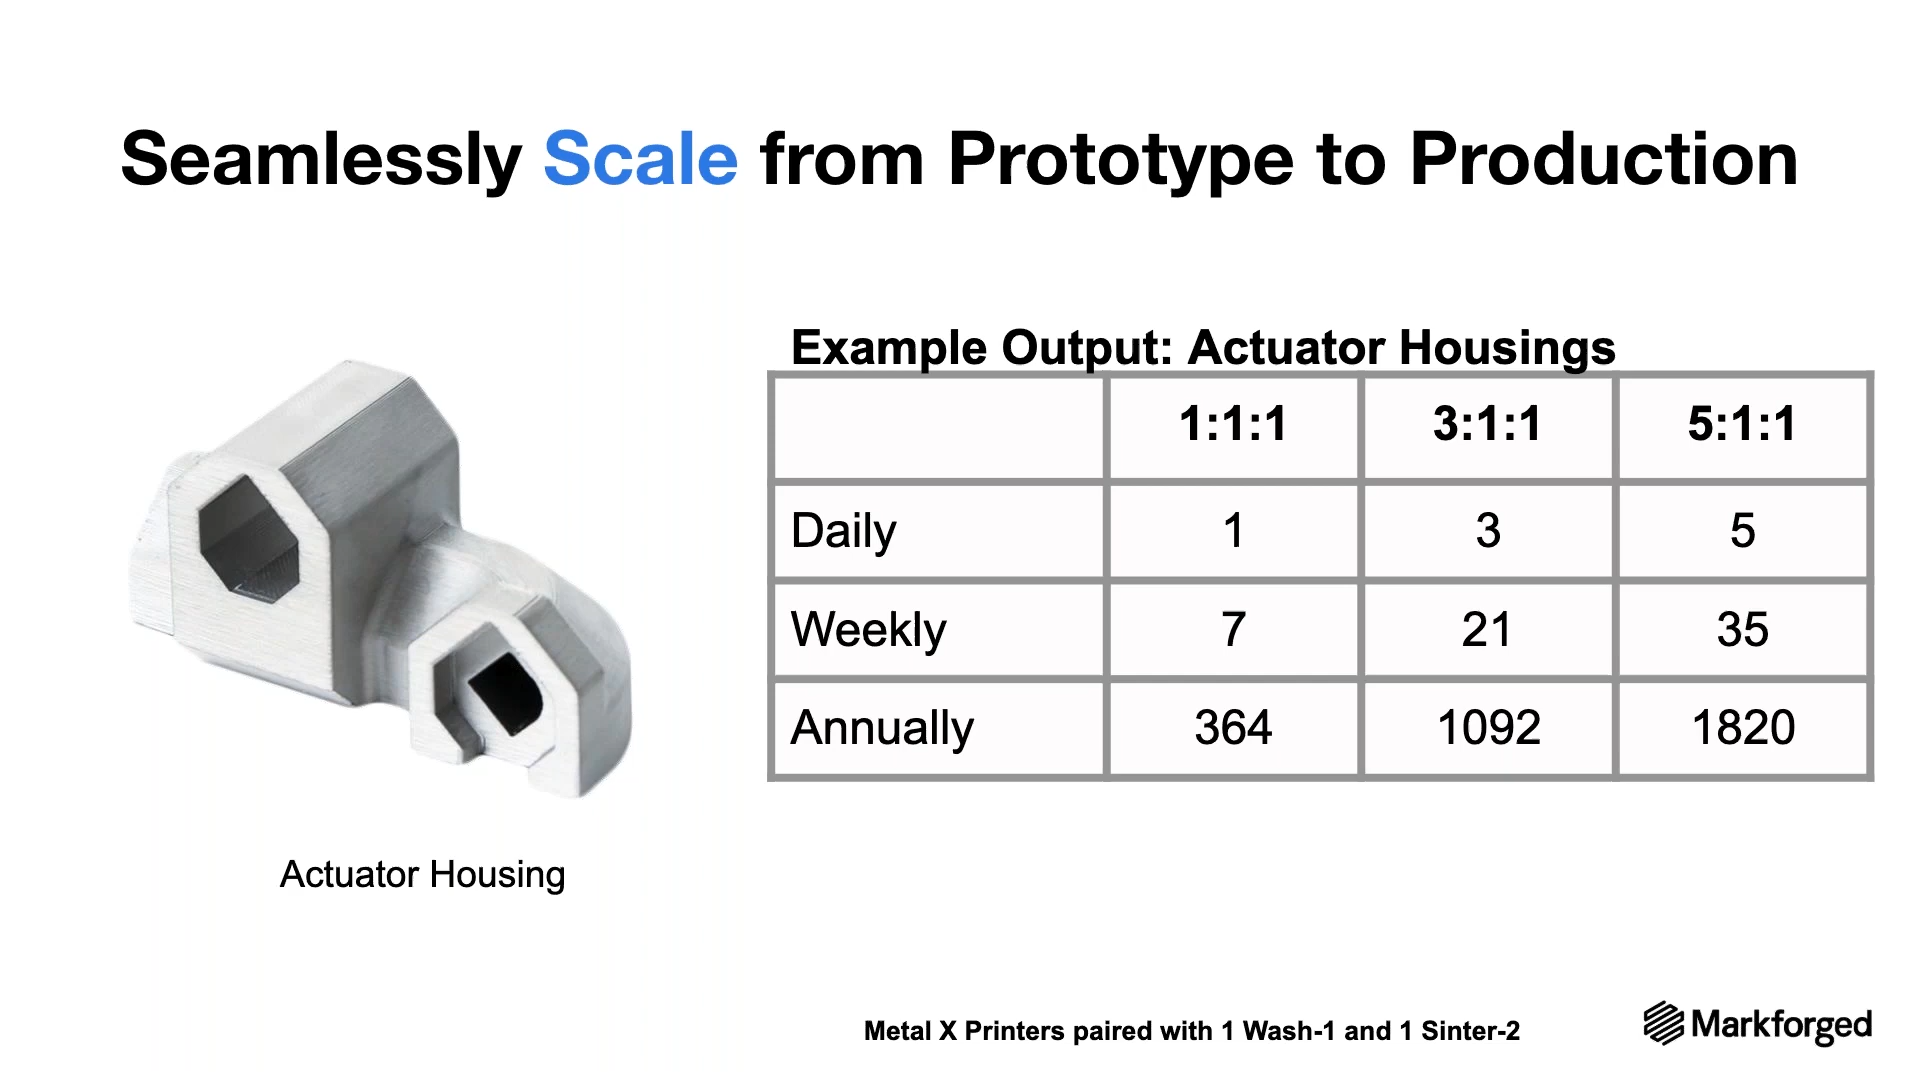 Seamlessly Scale from Prototype to Production
Example Output: Actuator Housings
1:1:1 3:1:1 5:1:1
Daily 1 3 5
Weekly 7 21 35
Annually 364 1092 1820
Actuator Housing
Metal X Printers paired with 1 Wash-1 and 1 Sinter-2
Markforged